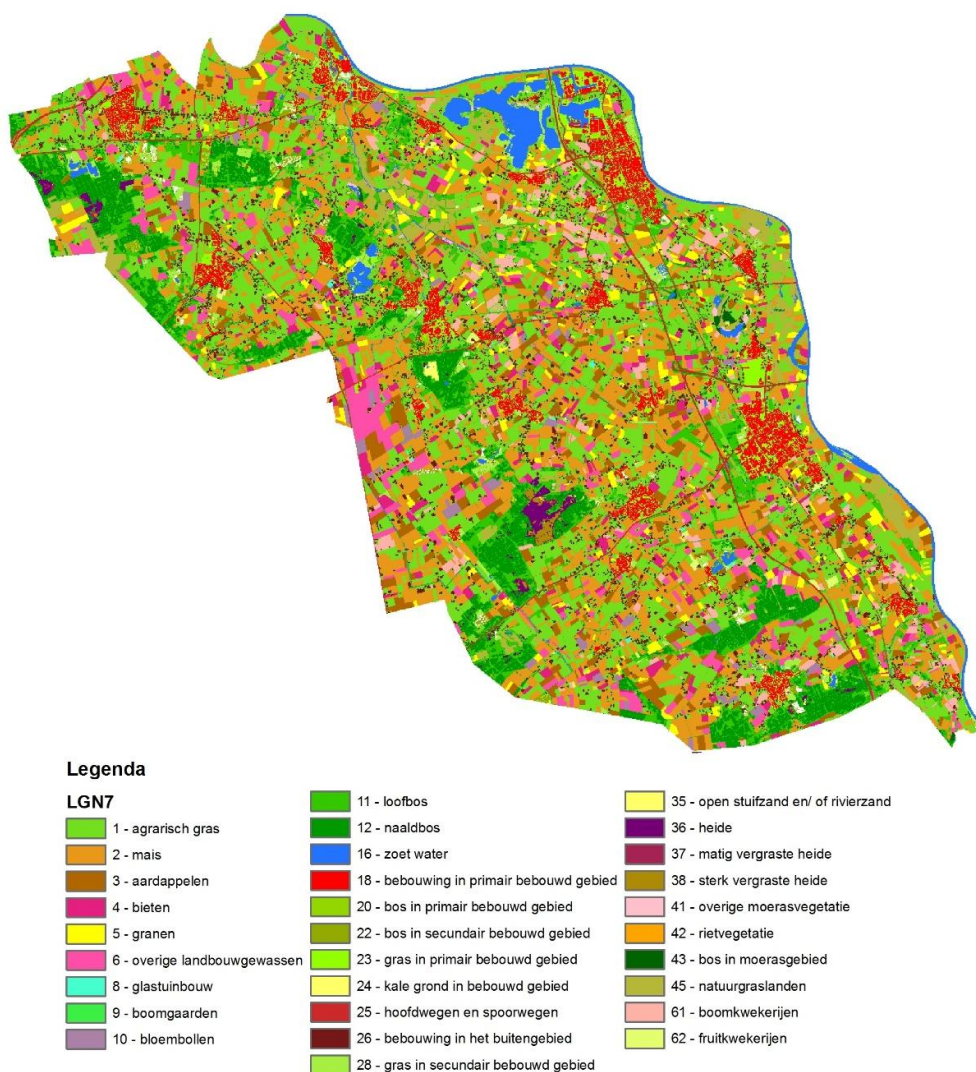 Legenda
LGN7
1 - agrarisch gras
2 - mais
3 - aardappelen
4 - bieten
5 - granen
6 - overige landbouwgewassen
8 - glastuinbouw
9 - boomgaarden
10 - bloembollen
11 - loofbos
12 - naaldbos
16 - zoet water
18 - bebouwing in primair bebouwd gebied
20 - bos in primair bebouwd gebied
22 - bos in secundair bebouwd gebied
23 - gras in primair bebouwd gebied
24 - kale grond in bebouwd gebied
25 - hoofdwegen en spoorwegen
26 - bebouwing in het buitengebied
28 - gras in secundair bebouwd gebied
35 - open stuifzand en/ of rivierzand
36 - heide
37 - matig vergraste heide
38 - sterk vergraste heide
41 - overige moerasvegetatie
42 - rietvegetatie
43 - bos in moerasgebied
45 - natuurgraslanden
61 - boomkwekerijen
62 - fruitkwekerijen